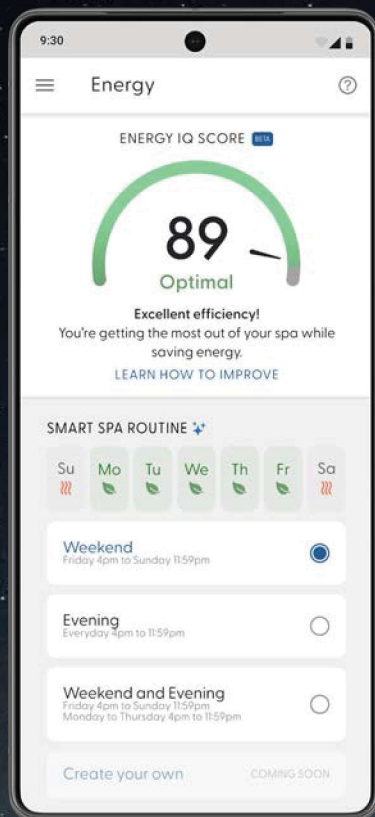 9:30
Energy
ENERGY IQ SCORE BETA
89
Optimal
Excellent efficiency!
You're getting the most out of your spa while
saving energy.
LEARN HOW TO IMPROVE
SMART SPA ROUTINE
Su Mo Tu We Th Fr Sa
Weekend
Friday 4pm to Sunday 11:59pm
Evening
Everyday 4pm to 11:59pm
Weekend and Evening
Friday 4pm to Sunday 11:59pm
Monday to Thursday 4pm to 11:59pm
Create your own COMING SOON